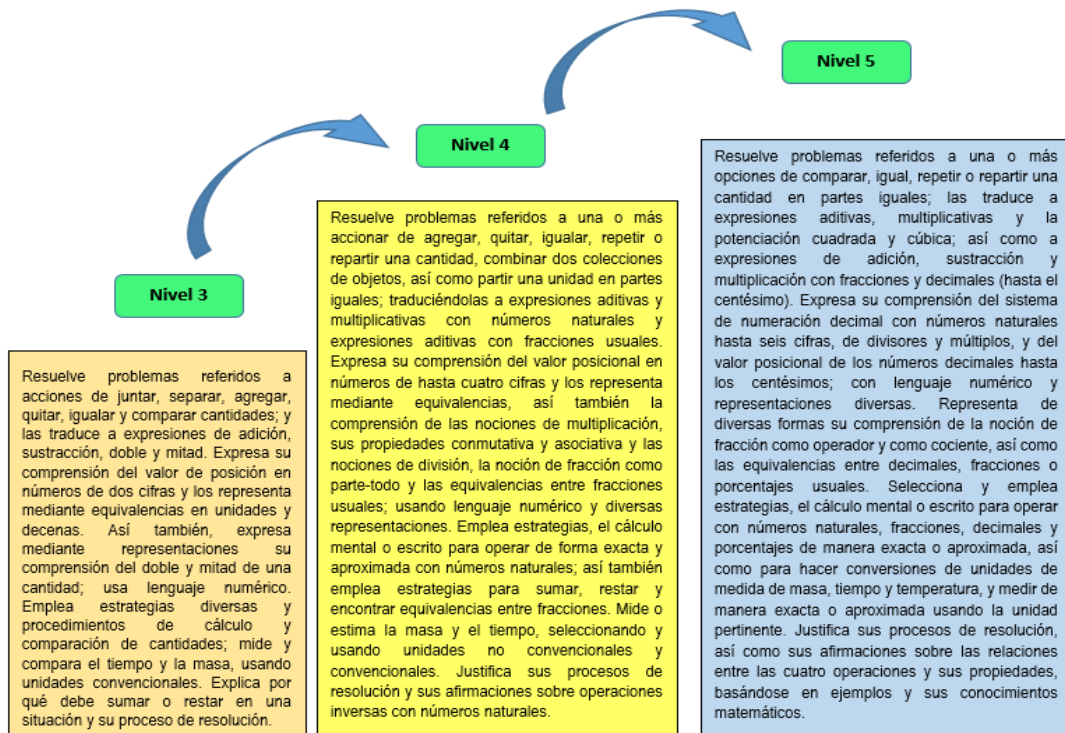 Nivel 3
Resuelve problemas referidos a
acciones de juntar, separar, agregar,
quitar, igualar y comparar cantidades; y
las traduce a expresiones de adición,
sustracción, doble y mitad. Expresa su
comprensión del valor de posición en
números de dos cifras y los representa
mediante equivalencias en unidades y
decenas. Así también, expresa
mediante representaciones su
comprensión del doble y mitad de una
cantidad; usa lenguaje numérico.
Emplea estrategias diversas y
procedimientos de cálculo y
comparación de cantidades; mide y
compara el tiempo y la masa, usando
unidades convencionales. Explica por
qué debe sumar o restar en una
situación y su proceso de resolución.
Nivel 4
Resuelve problemas referidos a una o más
accionar de agregar, quitar, igualar, repetir o
repartir una cantidad, combinar dos colecciones
de objetos, así como partir una unidad en partes
iguales; traduciéndolas a expresiones aditivas y
multiplicativas con números naturales y
expresiones aditivas con fracciones usuales.
Expresa su comprensión del valor posicional en
números de hasta cuatro cifras y los representa
mediante equivalencias, así también la
comprensión de las nociones de multiplicación,
sus propiedades conmutativa y asociativa y las
nociones de división, la noción de fracción como
parte-todo y las equivalencias entre fracciones
usuales; usando lenguaje numérico y diversas
representaciones. Emplea estrategias, el cálculo
mental o escrito para operar de forma exacta y
aproximada con números naturales; así también
emplea estrategias para sumar, restar y
encontrar equivalencias entre fracciones. Mide o
estima la masa y el tiempo, seleccionando y
usando unidades no convencionales y
convencionales. Justifica sus procesos de
resolución y sus afirmaciones sobre operaciones
inversas con números naturales.
Nivel 5
Resuelve problemas referidos a una o más
opciones de comparar, igual, repetir o repartir una
cantidad en partes iguales; las traduce a
expresiones aditivas, multiplicativas y la
potenciación cuadrada y cúbica; así como a
expresiones de adición, sustracción y
multiplicación con fracciones y decimales (hasta el
centésimo). Expresa su comprensión del sistema
de numeración decimal con números naturales
hasta seis cifras, de divisores y múltiplos, y del
valor posicional de los números decimales hasta
los centésimos; con lenguaje numérico y
representaciones diversas. Representa de
diversas formas su comprensión de la noción de
fracción como operador y como cociente, así como
las equivalencias entre decimales, fracciones o
porcentajes usuales. Selecciona y emplea
estrategias, el cálculo mental o escrito para operar
con números naturales, fracciones, decimales y
porcentajes de manera exacta o aproximada, así
como para hacer conversiones de unidades de
medida de masa, tiempo y temperatura, y medir de
manera exacta o aproximada usando la unidad
pertinente. Justifica sus procesos de resolución,
así como sus afirmaciones sobre las relaciones
entre las cuatro operaciones y sus propiedades,
basándose en ejemplos y sus conocimientos
matemáticos.